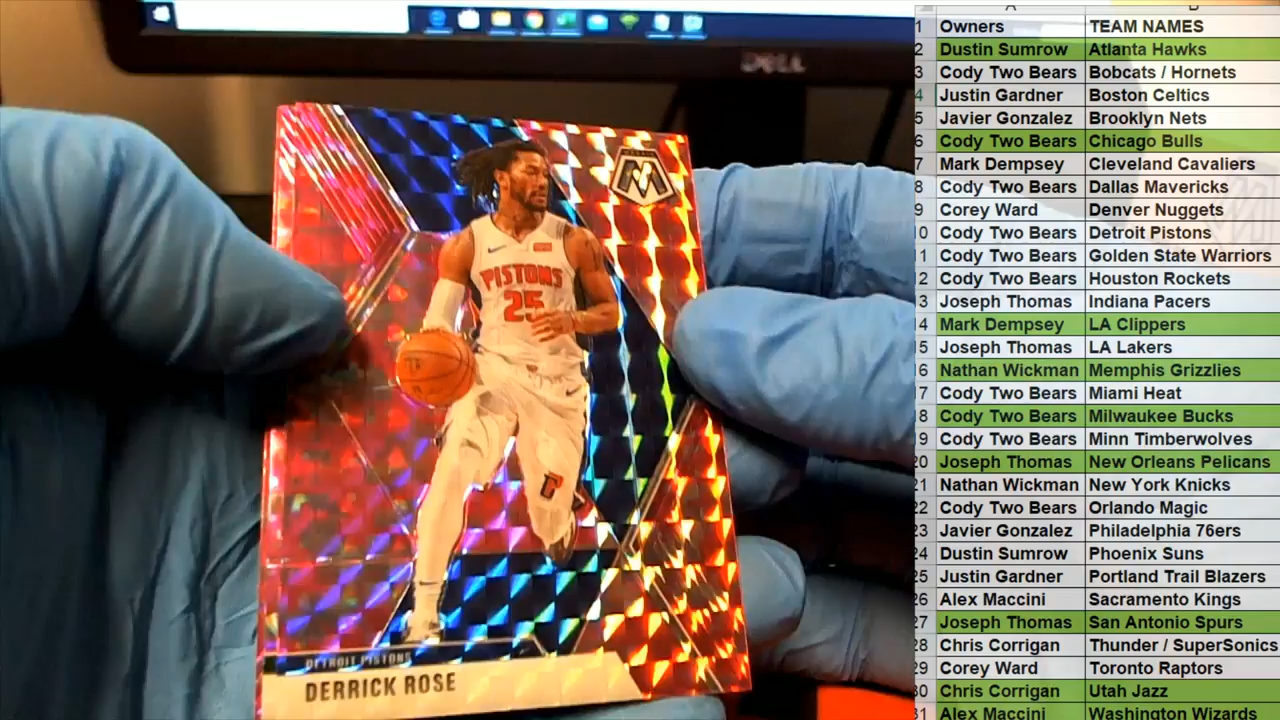 DELL
PISTONS
25
DETROIT PISTONS
DERRICK ROSE
1 Owners TEAM NAMES
2 Dustin Sumrow Atlanta Hawks
3 Cody Two Bears Bobcats / Hornets
4 Justin Gardner Boston Celtics
5 Javier Gonzalez Brooklyn Nets
6 Cody Two Bears Chicago Bulls
7 Mark Dempsey Cleveland Cavaliers
8 Cody Two Bears Dallas Mavericks
9 Corey Ward Denver Nuggets
10 Cody Two Bears Detroit Pistons
11 Cody Two Bears Golden State Warriors
12 Cody Two Bears Houston Rockets
13 Joseph Thomas Indiana Pacers
14 Mark Dempsey LA Clippers
15 Joseph Thomas LA Lakers
16 Nathan Wickman Memphis Grizzlies
17 Cody Two Bears Miami Heat
18 Cody Two Bears Milwaukee Bucks
19 Cody Two Bears Minn Timberwolves
20 Joseph Thomas New Orleans Pelicans
21 Nathan Wickman New York Knicks
22 Cody Two Bears Orlando Magic
23 Javier Gonzalez Philadelphia 76ers
24 Dustin Sumrow Phoenix Suns
25 Justin Gardner Portland Trail Blazers
26 Alex Maccini Sacramento Kings
27 Joseph Thomas San Antonio Spurs
28 Chris Corrigan Thunder / SuperSonics
29 Corey Ward Toronto Raptors
30 Chris Corrigan Utah Jazz
31 Alex Maccini Washington Wizards